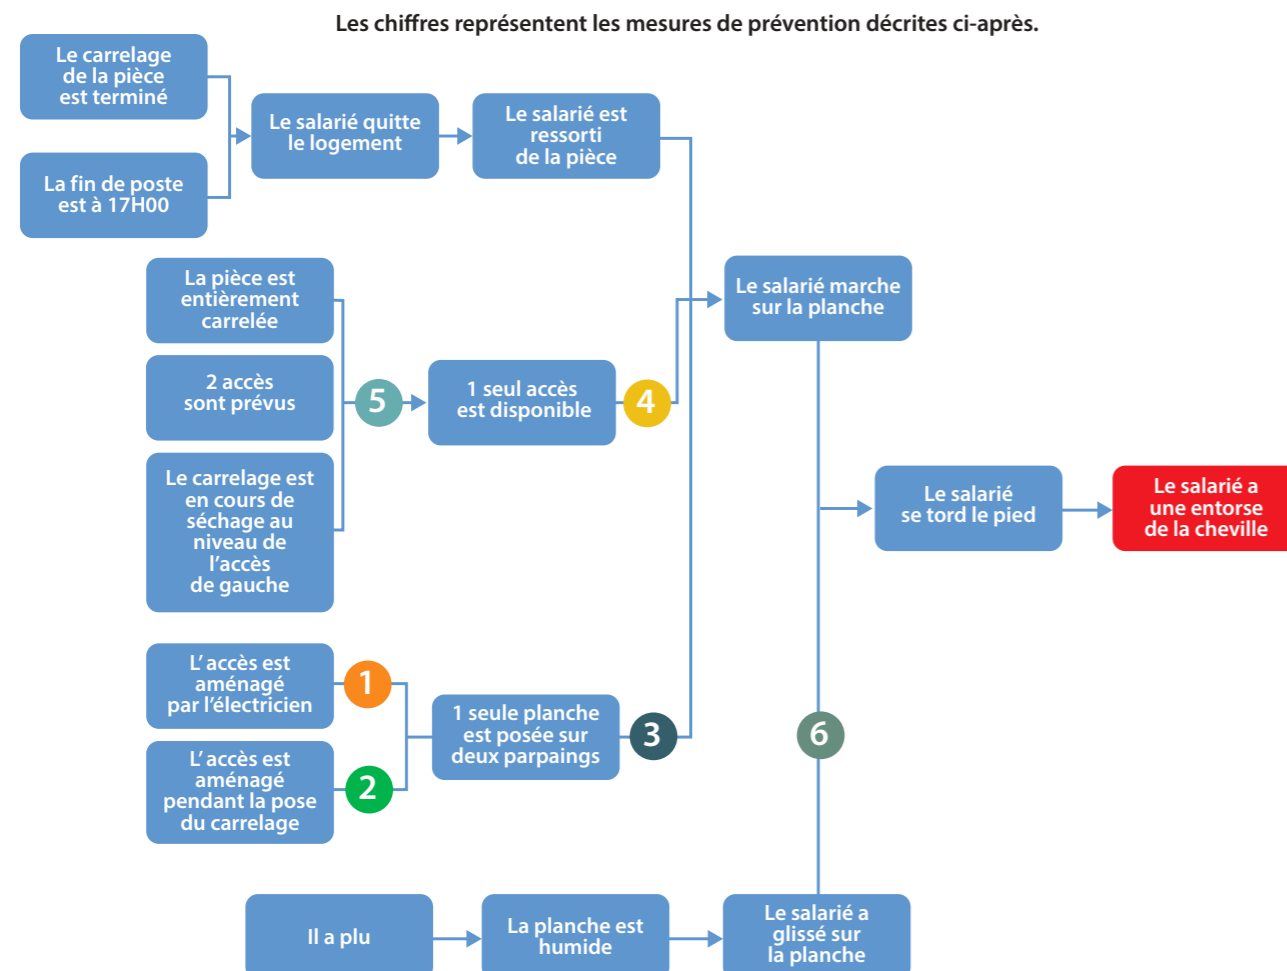 Les chiffres représentent les mesures de prévention décrites ci-après.
Le carrelage
de la pièce
est terminé
La fin de poste
est à 17H00
Le salarié quitte
le logement
Le salarié est
ressorti
de la pièce
La pièce est
entièrement
carrelée
2 accès
sont prévus
Le carrelage est
en cours de
séchage au
niveau de
l'accès
de gauche
5
1 seul accès
est disponible
4
Le salarié marche
sur la planche
Le salarié
se tord le pied
Le salarié a
une entorse
de la cheville
L'accès est
aménagé
par l'électricien
1
L'accès est
aménagé
pendant la pose
du carrelage
2
1 seule planche
est posée sur
deux parpaings
3
6
Il a plu
La planche est
humide
Le salarié a
glissé sur
la planche